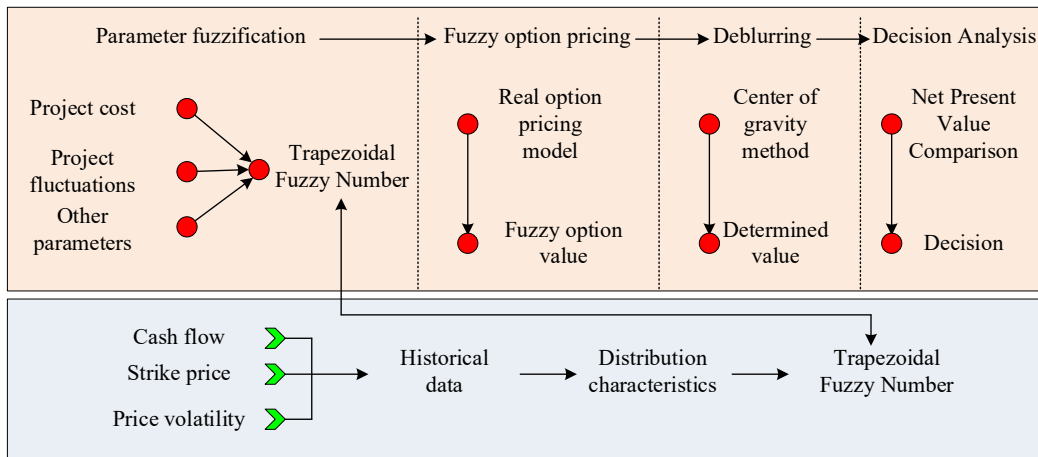 Parameter fuzzification
Fuzzy option pricing
Deblurring
Decision Analysis
Project cost
Project
fluctuations
Other
parameters
Trapezoidal
Fuzzy Number
Real option
pricing
model
Fuzzy option
value
Center of
gravity
method
Determined
value
Net Present
Value
Comparison
Decision
Cash flow
Strike price
Price volatility
Historical
data
Distribution
characteristics
Trapezoidal
Fuzzy Number